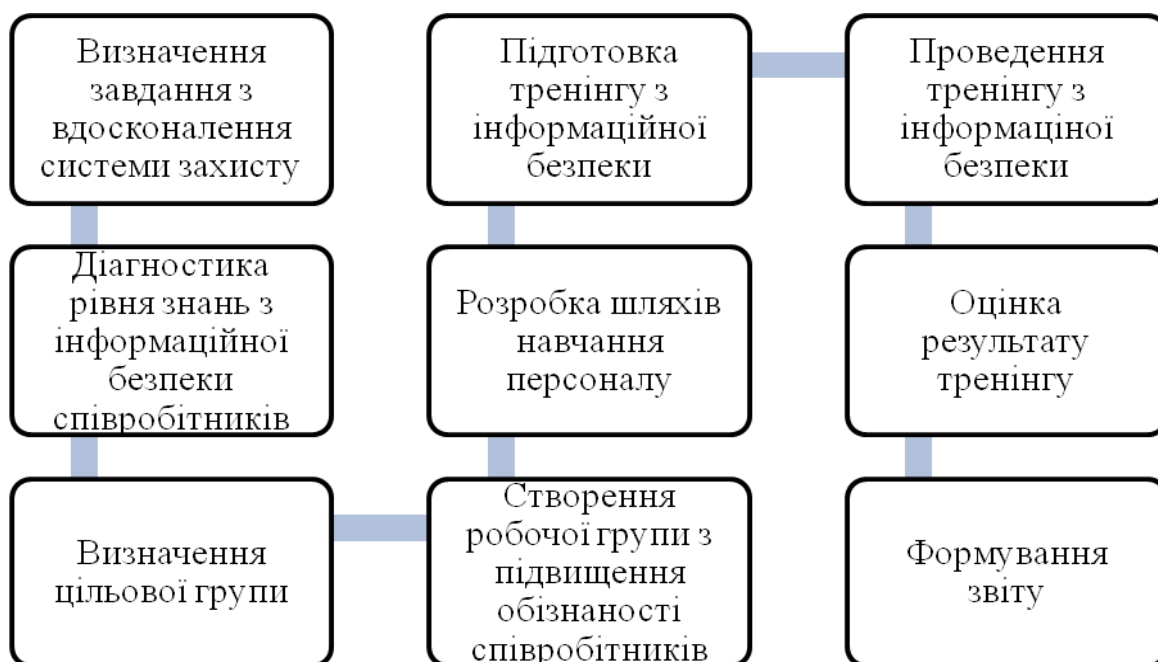 Визначення
завдання з
вдосконалення
системи захисту
Діагностика
рівня знань з
інформаційної
безпеки
співробітників
Визначення
цільової групи
Створення
робочої групи з
підвищення
обізнаності
співробітників
Розробка шляхів
навчання
персоналу
Підготовка
тренінгу з
інформаційної
безпеки
Проведення
тренінгу з
інформаціної
безпеки
Оцінка
результату
тренінгу
Формування
звіту